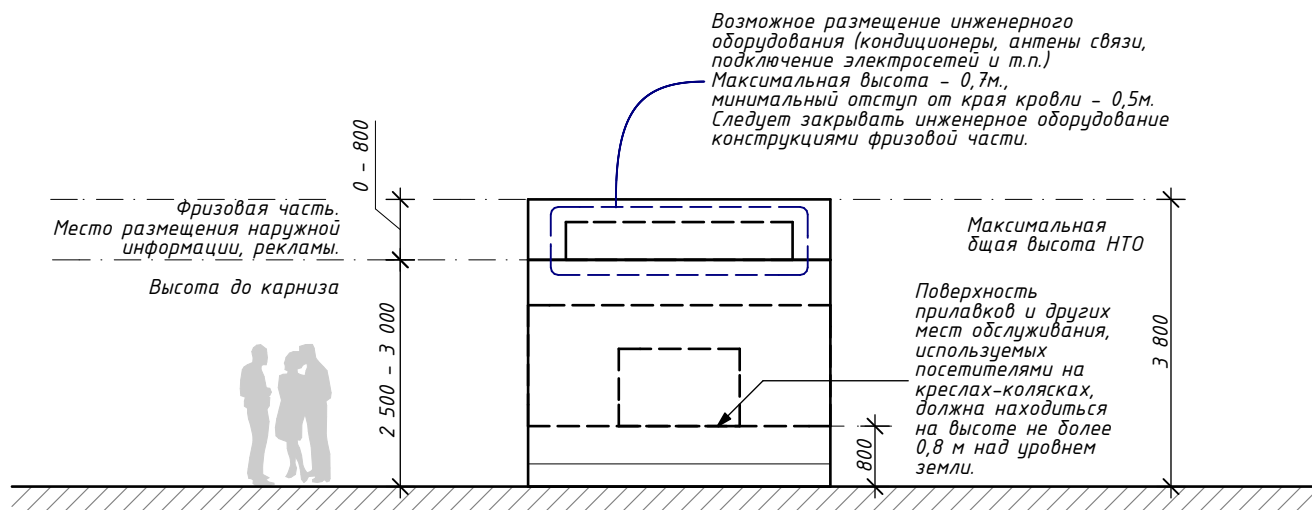 Возможное размещение инженерного
оборудования (кондиционеры, антены связи,
подключение электросетей и т.п.)
Максимальная высота - 0,7м.,
минимальный отступ от края кровли - 0,5м.
Следует закрывать инженерное оборудование
конструкциями фризовой части.
0 - 800
Фризовая часть.
Место размещения наружной
информации, рекламы.
Высота до карниза
2 500 - 3 000
Максимальная
бщая высота НТО
Поверхность
прилавков и других
мест обслуживания,
используемых
посетителями на
креслах-колясках,
должна находиться
на высоте не более
0,8 м над уровнем
земли.
800
3 800